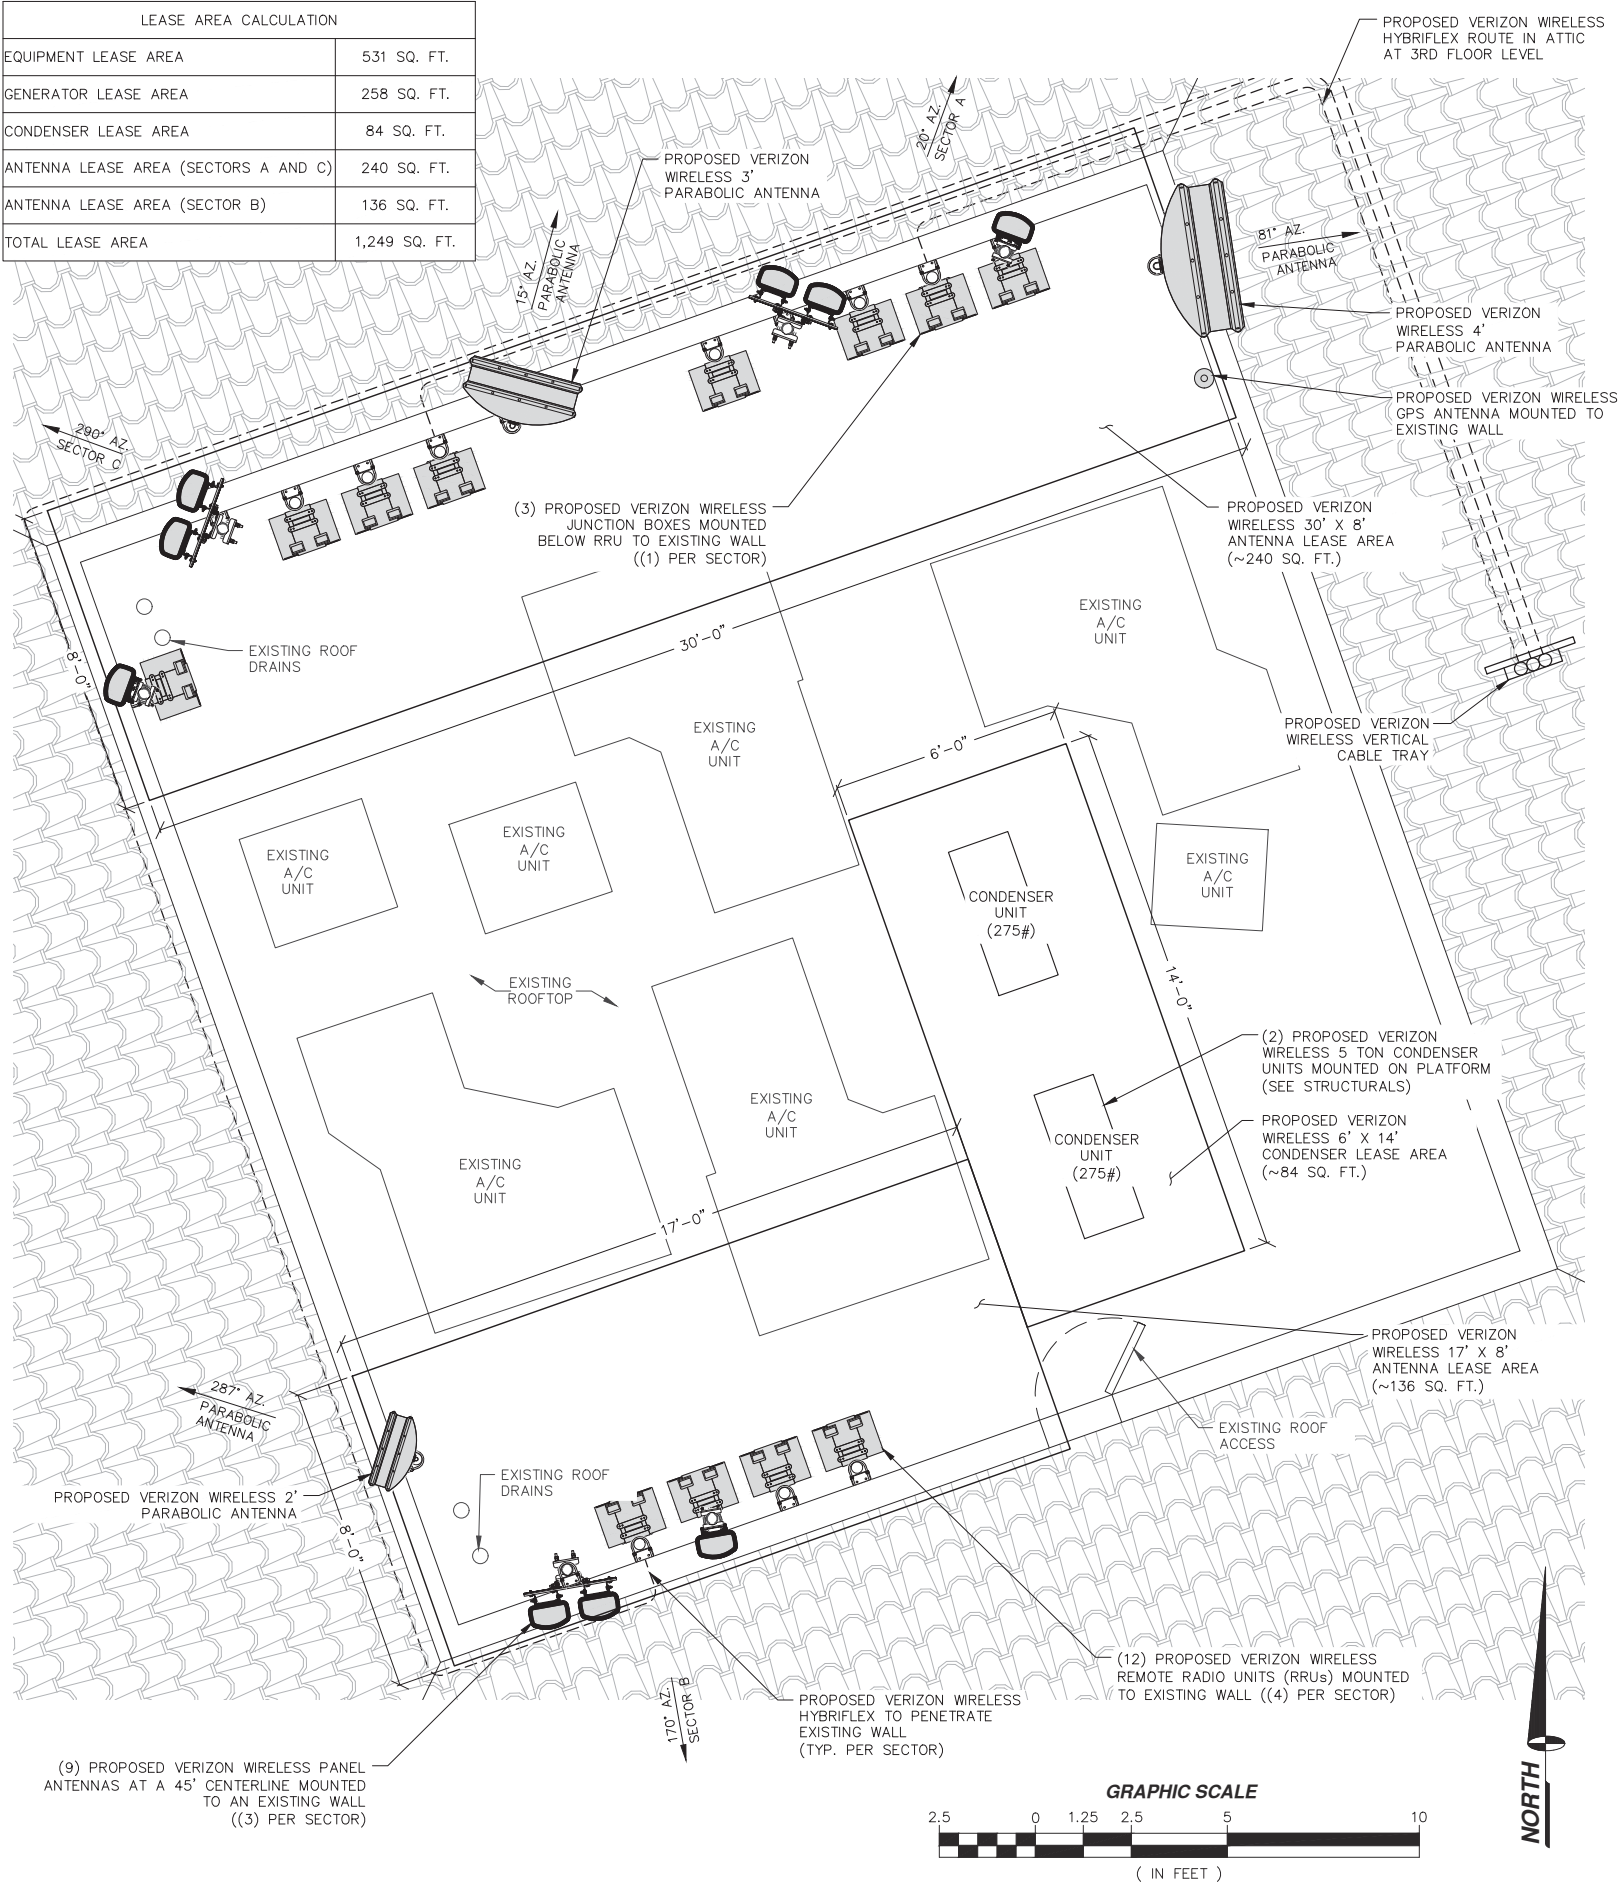 LEASE AREA CALCULATION
EQUIPMENT LEASE AREA 531 SQ. FT.
GENERATOR LEASE AREA 258 SQ. FT.
CONDENSER LEASE AREA 84 SQ. FT.
ANTENNA LEASE AREA (SECTORS A AND C) 240 SQ. FT.
ANTENNA LEASE AREA (SECTOR B) 136 SQ. FT.
TOTAL LEASE AREA 1,249 SQ. FT.
PROPOSED VERIZON WIRELESS
HYBRIFLEX ROUTE IN ATTIC
AT 3RD FLOOR LEVEL
20° AZ.
SECTOR A
PROPOSED VERIZON
WIRELESS 3'
PARABOLIC ANTENNA
15° AZ.
PARABOLIC
ANTENNA
81° AZ.
PARABOLIC
ANTENNA
PROPOSED VERIZON
WIRELESS 4'
PARABOLIC ANTENNA
PROPOSED VERIZON WIRELESS
GPS ANTENNA MOUNTED TO
EXISTING WALL
290° AZ.
SECTOR C
(3) PROPOSED VERIZON WIRELESS
JUNCTION BOXES MOUNTED
BELOW RRU TO EXISTING WALL
((1) PER SECTOR)
PROPOSED VERIZON
WIRELESS 30' X 8'
ANTENNA LEASE AREA
(~240 SQ. FT.)
EXISTING
A/C
UNIT
30'-0"
EXISTING ROOF
DRAINS
8'-0"
EXISTING
A/C
UNIT
6'-0"
PROPOSED VERIZON
WIRELESS VERTICAL
CABLE TRAY
EXISTING
A/C
UNIT
EXISTING
A/C
UNIT
EXISTING
A/C
UNIT
CONDENSER
UNIT
(275#)
14'-0"
EXISTING
ROOFTOP
(2) PROPOSED VERIZON
WIRELESS 5 TON CONDENSER
UNITS MOUNTED ON PLATFORM
(SEE STRUCTURALS)
EXISTING
A/C
UNIT
EXISTING
A/C
UNIT
CONDENSER
UNIT
(275#)
PROPOSED VERIZON
WIRELESS 6' X 14'
CONDENSER LEASE AREA
(~84 SQ. FT.)
17'-0"
PROPOSED VERIZON
WIRELESS 17' X 8'
ANTENNA LEASE AREA
(~136 SQ. FT.)
287° AZ.
PARABOLIC
ANTENNA
EXISTING ROOF
ACCESS
PROPOSED VERIZON WIRELESS 2'
PARABOLIC ANTENNA
EXISTING ROOF
DRAINS
8'-0"
(12) PROPOSED VERIZON WIRELESS
REMOTE RADIO UNITS (RRUs) MOUNTED
TO EXISTING WALL ((4) PER SECTOR)
170° AZ.
SECTOR B
PROPOSED VERIZON WIRELESS
HYBRIFLEX TO PENETRATE
EXISTING WALL
(TYP. PER SECTOR)
(9) PROPOSED VERIZON WIRELESS PANEL
ANTENNAS AT A 45' CENTERLINE MOUNTED
TO AN EXISTING WALL
((3) PER SECTOR)
NORTH
GRAPHIC SCALE
2.5 0 1.25 2.5 5 10
( IN FEET )